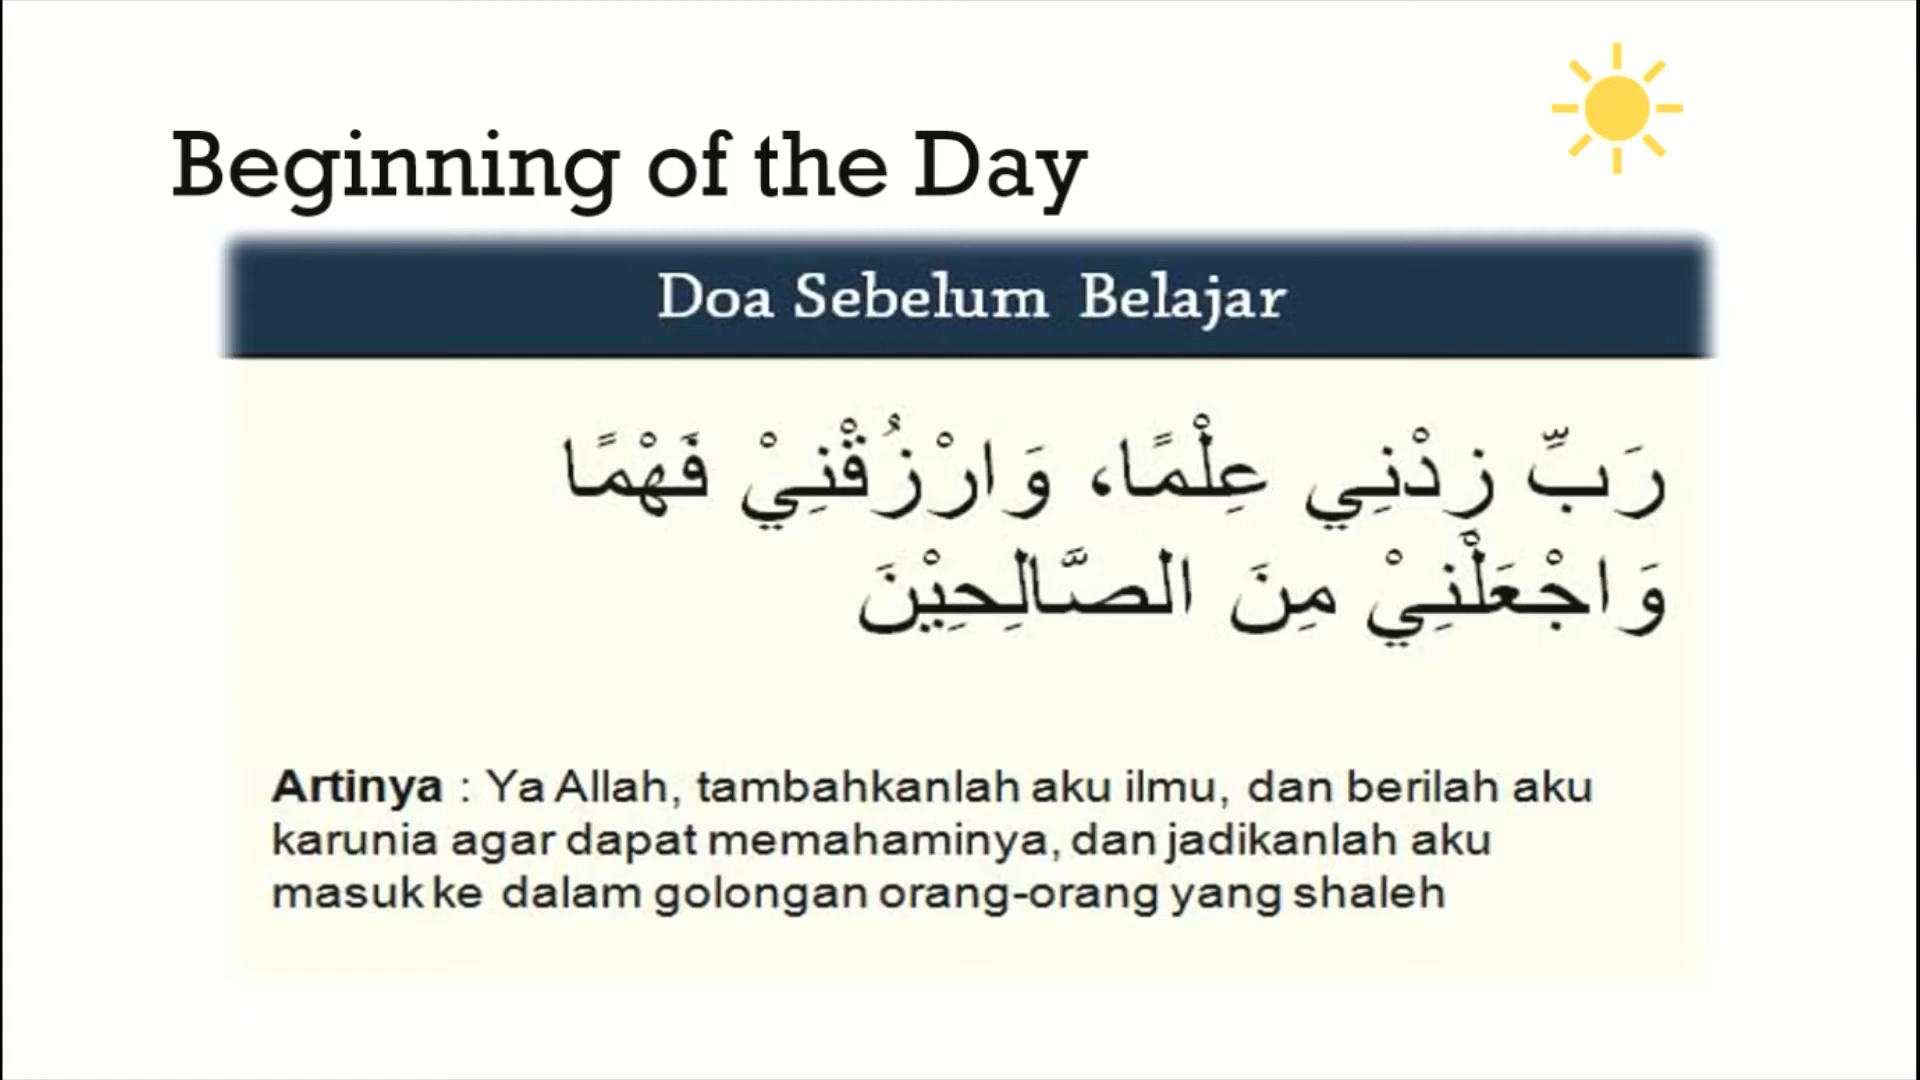 Beginning of the Day
Doa Sebelum Belajar
رَبِّ زِدْنِي عِلْمًا، وَارْزُقْنِيْ فَهْمًا
وَاجْعَلْنِيْ مِنَ الصَّالِحِيْنَ
Artinya : Ya Allah, tambahkanlah aku ilmu, dan berilah aku
karunia agar dapat memahaminya, dan jadikanlah aku
masuk ke dalam golongan orang-orang yang shaleh